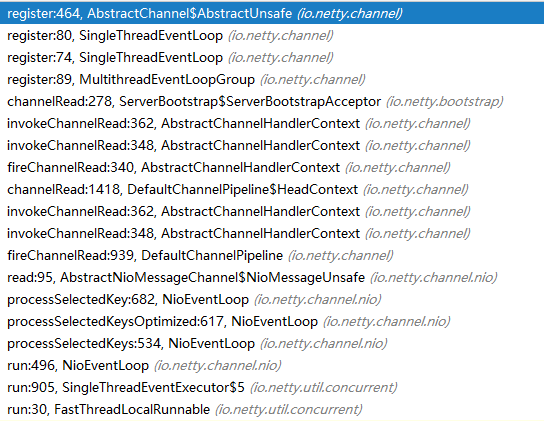 register:464, AbstractChannel$AbstractUnsafe (io.netty.channel)
register:80, SingleThreadEventLoop (io.netty.channel)
register:74, SingleThreadEventLoop (io.netty.channel)
register:89, MultithreadEventLoopGroup (io.netty.channel)
channelRead:278, ServerBootstrap$ServerBootstrapAcceptor (io.netty.bootstrap)
invokeChannelRead:362, AbstractChannelHandlerContext (io.netty.channel)
invokeChannelRead:348, AbstractChannelHandlerContext (io.netty.channel)
fireChannelRead:340, AbstractChannelHandlerContext (io.netty.channel)
channelRead:1418, DefaultChannelPipeline$HeadContext (io.netty.channel)
invokeChannelRead:362, AbstractChannelHandlerContext (io.netty.channel)
invokeChannelRead:348, AbstractChannelHandlerContext (io.netty.channel)
fireChannelRead:939, DefaultChannelPipeline (io.netty.channel)
read:95, AbstractNioMessageChannel$NioMessageUnsafe (io.netty.channel.nio)
processSelectedKey:682, NioEventLoop (io.netty.channel.nio)
processSelectedKeysOptimized:617, NioEventLoop (io.netty.channel.nio)
processSelectedKeys:534, NioEventLoop (io.netty.channel.nio)
run:496, NioEventLoop (io.netty.channel.nio)
run:905, SingleThreadEventExecutor$5 (io.netty.util.concurrent)
run:30, FastThreadLocalRunnable (io.netty.util.concurrent)